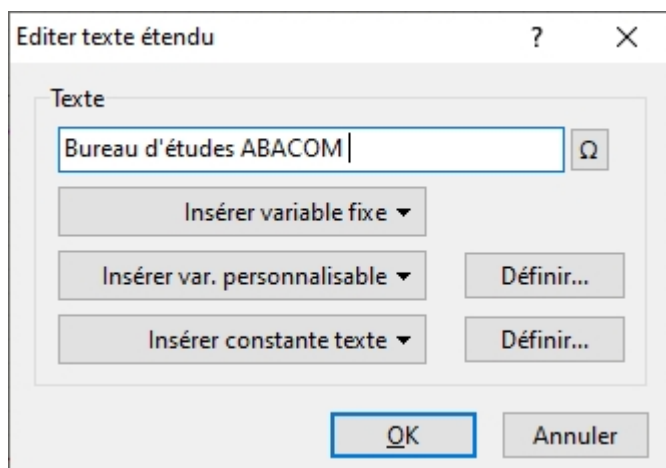 Editer texte étendu ?
Texte
Bureau d'études ABACOM
Ω
Insérer variable fixe
Insérer var. personnalisable
Définir...
Insérer constante texte
Définir...
OK
Annuler